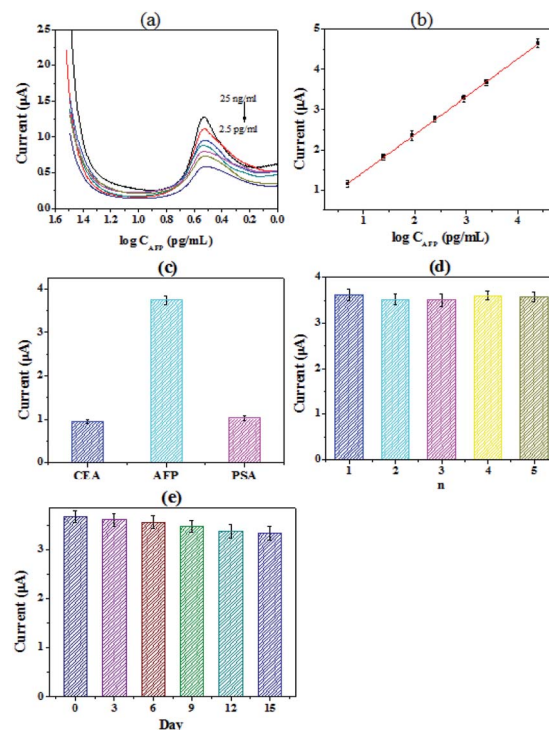 (a)
2.5
2.0
1.5
1.0
0.5
0.0
Current (μA)
25 ng/ml
2.5 pg/ml
1.6 1.4 1.2 1.0 0.8 0.6 0.4 0.2 0.0
log C_AFP (pg/mL)
(b)
5
4
3
2
1
Current (μA)
1 2 3 4
log C_AFP (pg/mL)
(c)
4
3
2
1
0
Current (μA)
CEA AFP PSA
(d)
4
3
2
1
0
Current (μA)
1 2 3 4 5
n
(e)
3
2
1
0
Current (μA)
0 3 6 9 12 15
Day